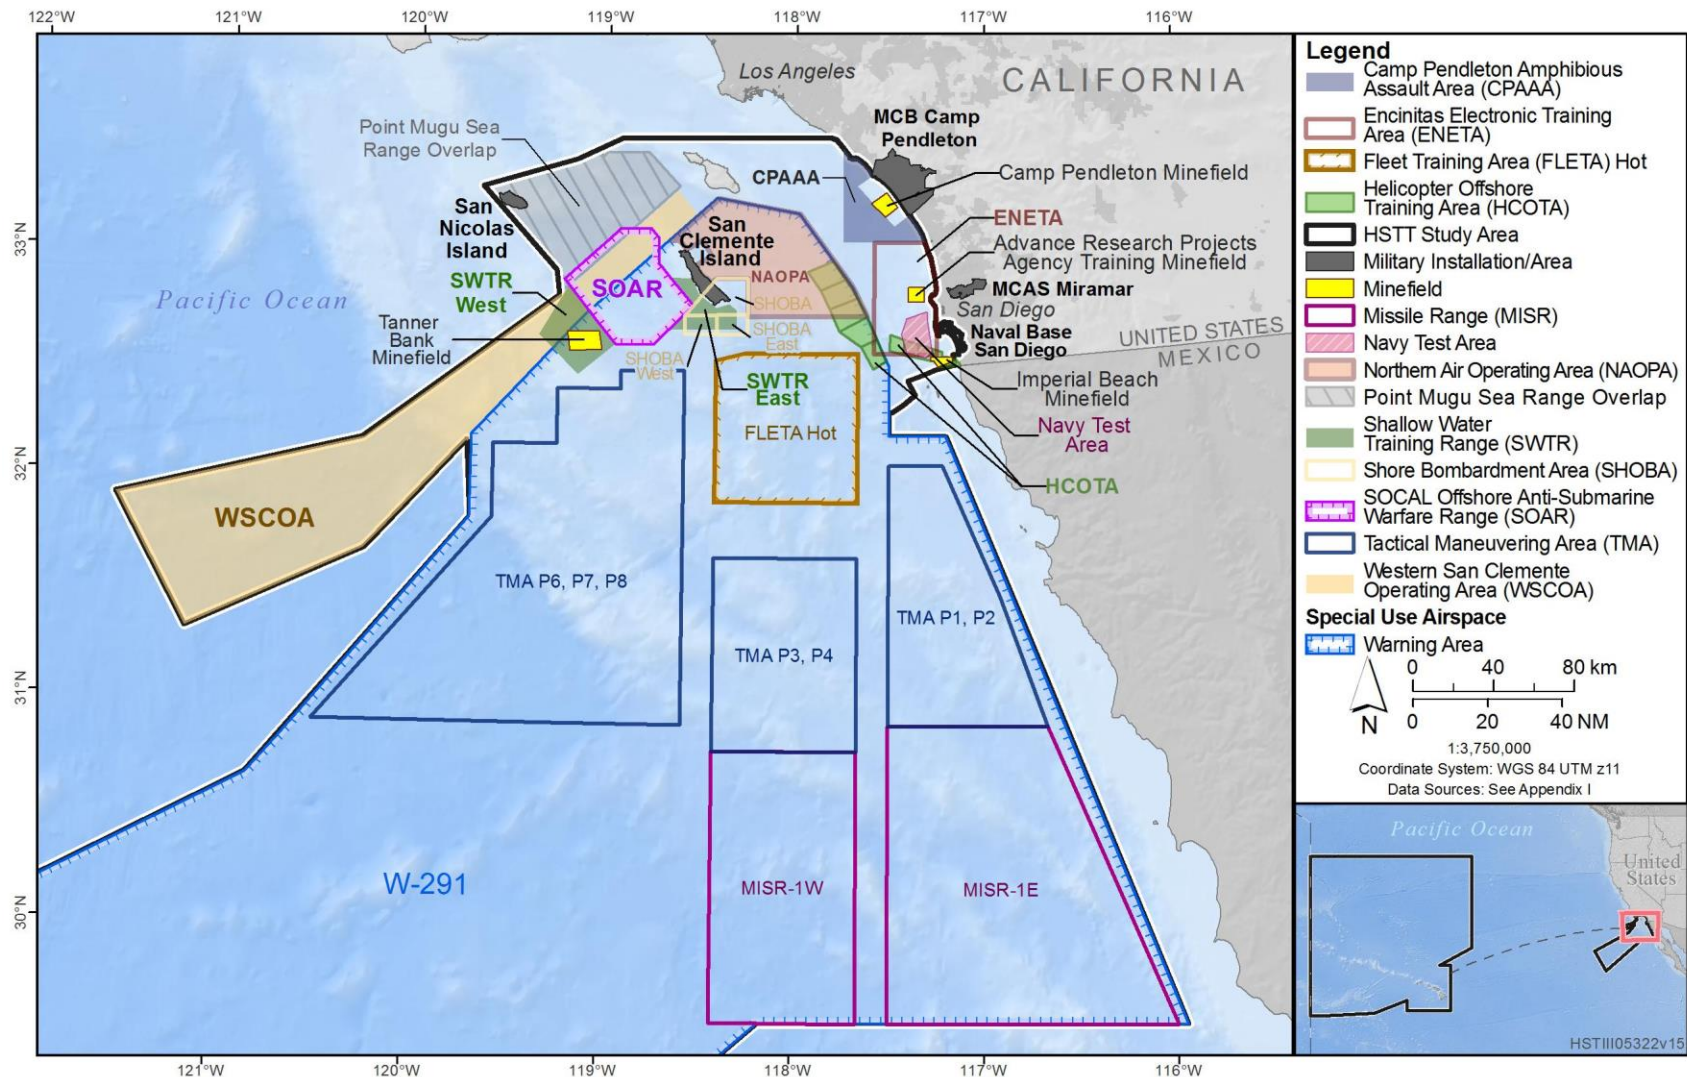 122°W
121°W
120°W
119°W
118°W
117°W
116°W
33°N
32°N
31°N
30°N
Los Angeles
CALIFORNIA
Point Mugu Sea
Range Overlap
MCB Camp
Pendleton
CPAAA
Camp Pendleton Minefield
San
Nicolas
Island
San
Clemente
Island
ENETA
Advance Research Projects
Agency Training Minefield
Pacific Ocean
SWTR
West
SOAR
NAOPA
SHOBA
MCAS Miramar
San Diego
Naval Base
San Diego
Tanner
Bank
Minefield
SHOBA
East
SHOBA
West
UNITED STATES
MEXICO
SWTR
East
Imperial Beach
Minefield
FLETA Hot
Navy Test
Area
HCOTA
WSCOA
TMA P6, P7, P8
TMA P1, P2
TMA P3, P4
W-291
MISR-1W
MISR-1E
121°W
120°W
119°W
118°W
117°W
116°W
Legend
Camp Pendleton Amphibious
Assault Area (CPAAA)
Encinitas Electronic Training
Area (ENETA)
Fleet Training Area (FLETA) Hot
Helicopter Offshore
Training Area (HCOTA)
HSTT Study Area
Military Installation/Area
Minefield
Missile Range (MISR)
Navy Test Area
Northern Air Operating Area (NAOPA)
Point Mugu Sea Range Overlap
Shallow Water
Training Range (SWTR)
Shore Bombardment Area (SHOBA)
SOCAL Offshore Anti-Submarine
Warfare Range (SOAR)
Tactical Maneuvering Area (TMA)
Western San Clemente
Operating Area (WSCOA)
Special Use Airspace
Warning Area
N
0 40 80 km
0 20 40 NM
1:3,750,000
Coordinate System: WGS 84 UTM z11
Data Sources: See Appendix I
Pacific Ocean
United
States
HSTIII05322v15